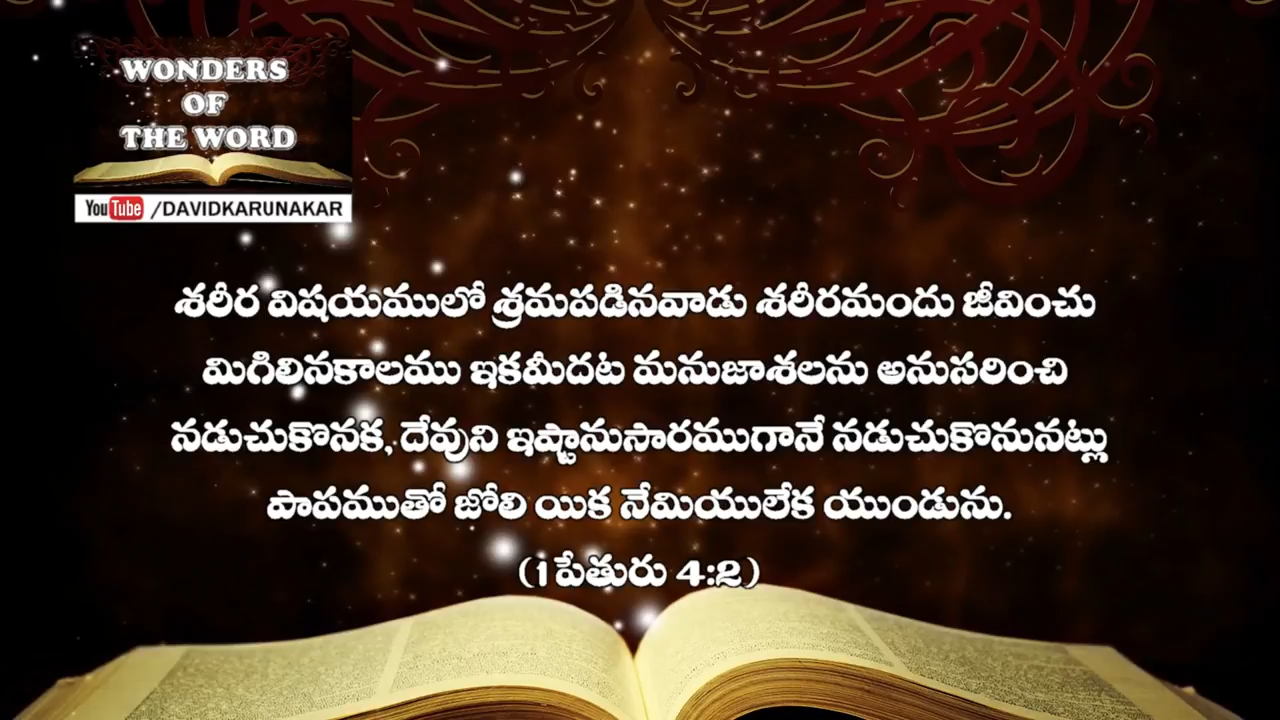 WONDERS
OF
THE WORD
YouTube /DAVIDKARUNAKAR
శరీర విషయములో శ్రమపడినవాడు శరీరమందు జీవించు
మిగిలినకాలము ఇకమీదట మనుజాశలను అనుసరించి
నడుచుకొనక, దేవుని ఇష్టానుసారముగానే నడుచుకొనునట్లు
పాపముతో జోలి యిక నేమియులేక యుండును.
(1 పేతురు 4:2)